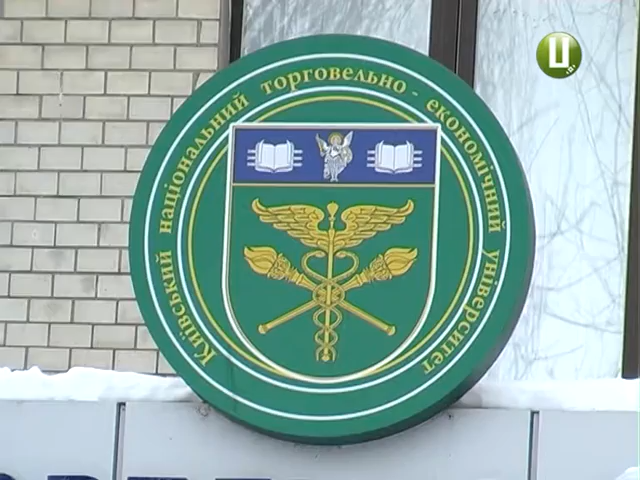 Київський національний торговельно - економічний університет
Ц